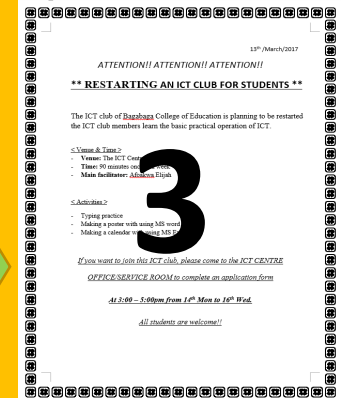 13th /March/2017
ATTENTION!! ATTENTION!! ATTENTION!!
** RESTARTING AN ICT CLUB FOR STUDENTS **
The ICT club of Bagabaga College of Education is planning to be restarted
the ICT club members learn the basic practical operation of ICT.
< Venue & Time >
- Venue: The ICT
- Time: 90 minutes
- Main facilitator: Afrakwa Elijah
3
< Activities >
- Typing practice
- Making a poster with using MS word
- Making a calendar with using MS
If you want to join this ICT club, please come to the ICT CENTRE
OFFICE/SERVICE ROOM to complete an application form
At 3:00 – 5:00pm from 14th Mon to 16th Wed.
All students are welcome!!